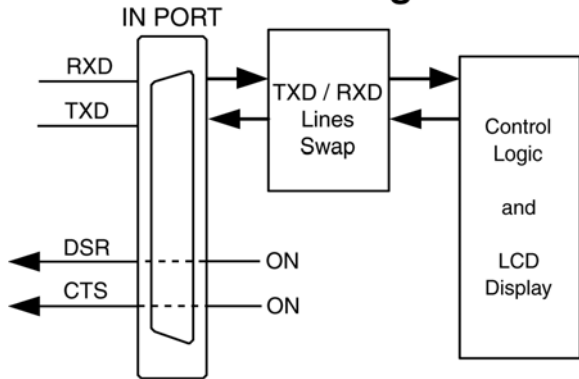 IN PORT
RXD
TXD
TXD / RXD
Lines
Swap
Control
Logic
and
LCD
Display
DSR
ON
CTS
ON